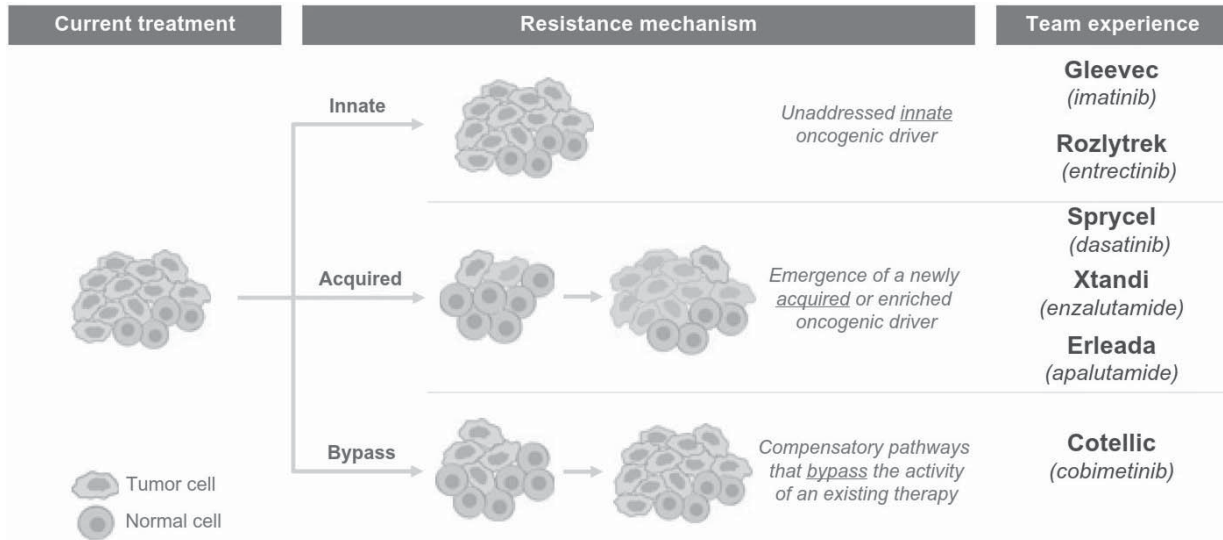 Current treatment
Resistance mechanism
Team experience
Innate
Unaddressed innate
oncogenic driver
Gleevec
(imatinib)
Rozlytrek
(entrectinib)
Acquired
Emergence of a newly
acquired or enriched
oncogenic driver
Sprycel
(dasatinib)
Xtandi
(enzalutamide)
Erleada
(apalutamide)
Bypass
Compensatory pathways
that bypass the activity
of an existing therapy
Cotellic
(cobimetinib)
Tumor cell
Normal cell